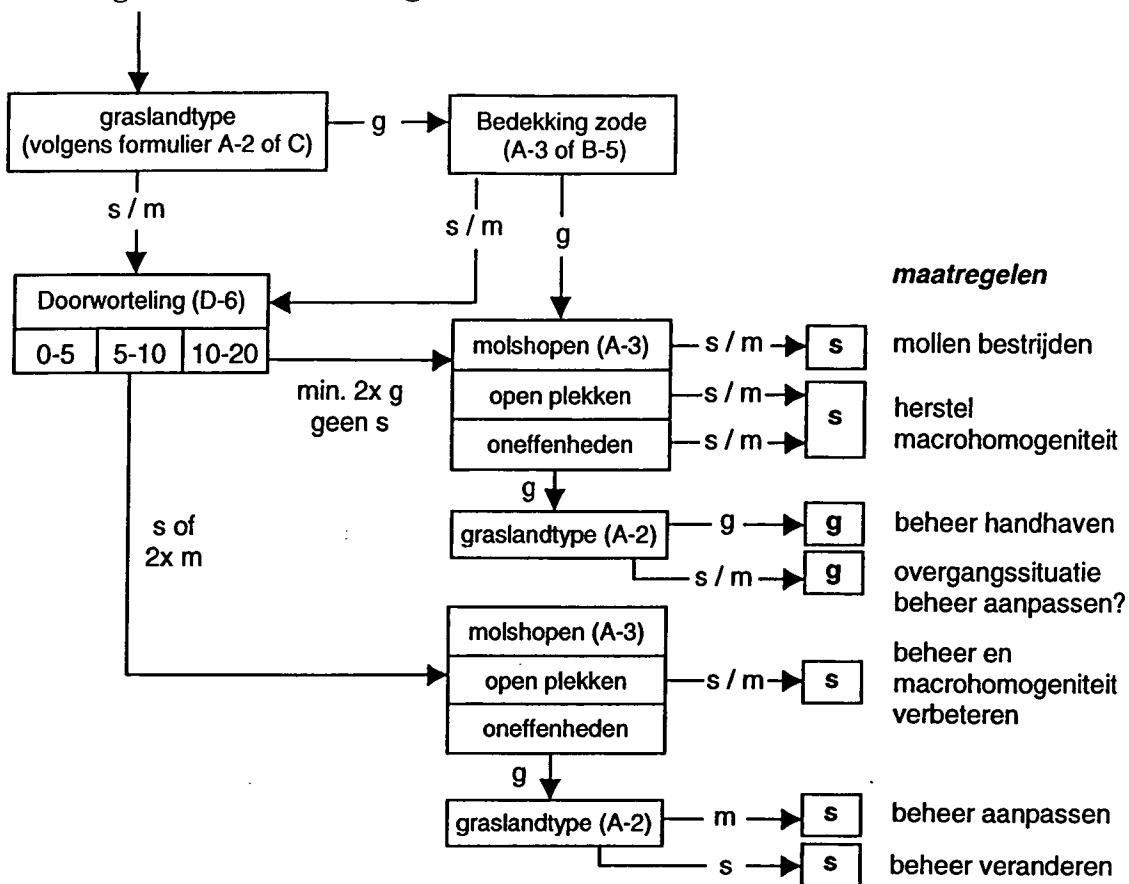 graslandtype
(volgens formulier A-2 of C)
g
Bedekking zode
(A-3 of B-5)
s / m
s / m
g
maatregelen
Doorworteling (D-6)
0-5 5-10 10-20
min. 2x g
geen s
molshopen (A-3)
s / m
s
mollen bestrijden
open plekken
s / m
s
herstel
macrohomogeniteit
oneffenheden
s / m
g
graslandtype (A-2)
g
g
beheer handhaven
s / m
g
overgangssituatie
beheer aanpassen?
s of
2x m
molshopen (A-3)
open plekken
s / m
s
beheer en
macrohomogeniteit
verbeteren
oneffenheden
g
graslandtype (A-2)
m
s
beheer aanpassen
s
s
beheer veranderen